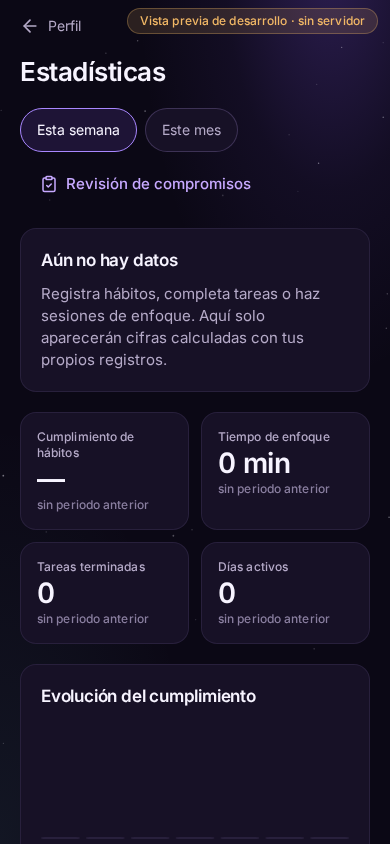 Perfil
Vista previa de desarrollo · sin servidor
Estadísticas
Esta semana
Este mes
Revisión de compromisos
Aún no hay datos
Registra hábitos, completa tareas o haz
sesiones de enfoque. Aquí solo
aparecerán cifras calculadas con tus
propios registros.
Cumplimiento de
hábitos
—
sin periodo anterior
Tiempo de enfoque
0 min
sin periodo anterior
Tareas terminadas
0
sin periodo anterior
Días activos
0
sin periodo anterior
Evolución del cumplimiento